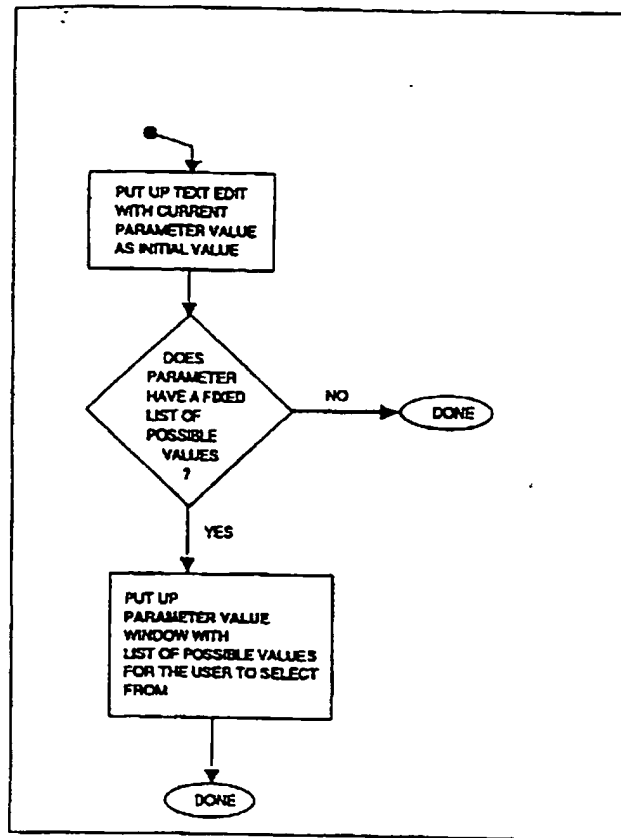 PUT UP TEXT EDIT
WITH CURRENT
PARAMETER VALUE
AS INITIAL VALUE
DOES
PARAMETER
HAVE A FIXED
LIST OF
POSSIBLE
VALUES
?
NO
DONE
YES
PUT UP
PARAMETER VALUE
WINDOW WITH
LIST OF POSSIBLE VALUES
FOR THE USER TO SELECT
FROM
DONE